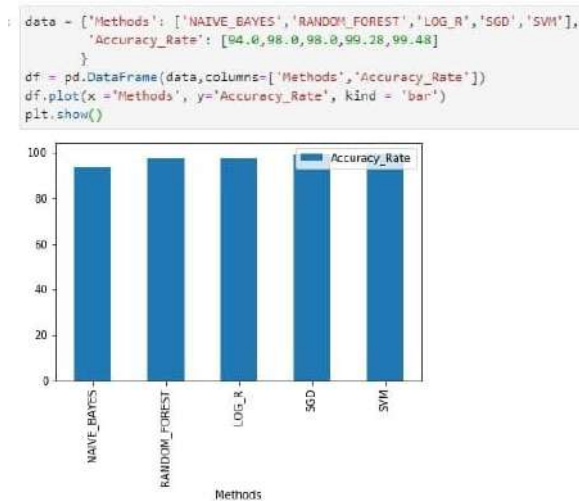 data = {'Methods': ['NAIVE_BAYES','RANDOM_FOREST','LOG_R','SGD','SVM'],
'Accuracy_Rate': [94.0,98.0,98.0,99.28,99.48]
}
df = pd.DataFrame(data,columns=['Methods','Accuracy_Rate'])
df.plot(x ='Methods', y='Accuracy_Rate', kind = 'bar')
plt.show()
Accuracy_Rate
100
80
60
40
20
0
NAIVE_BAYES
RANDOM_FOREST
LOG_R
SGD
SVM
Methods